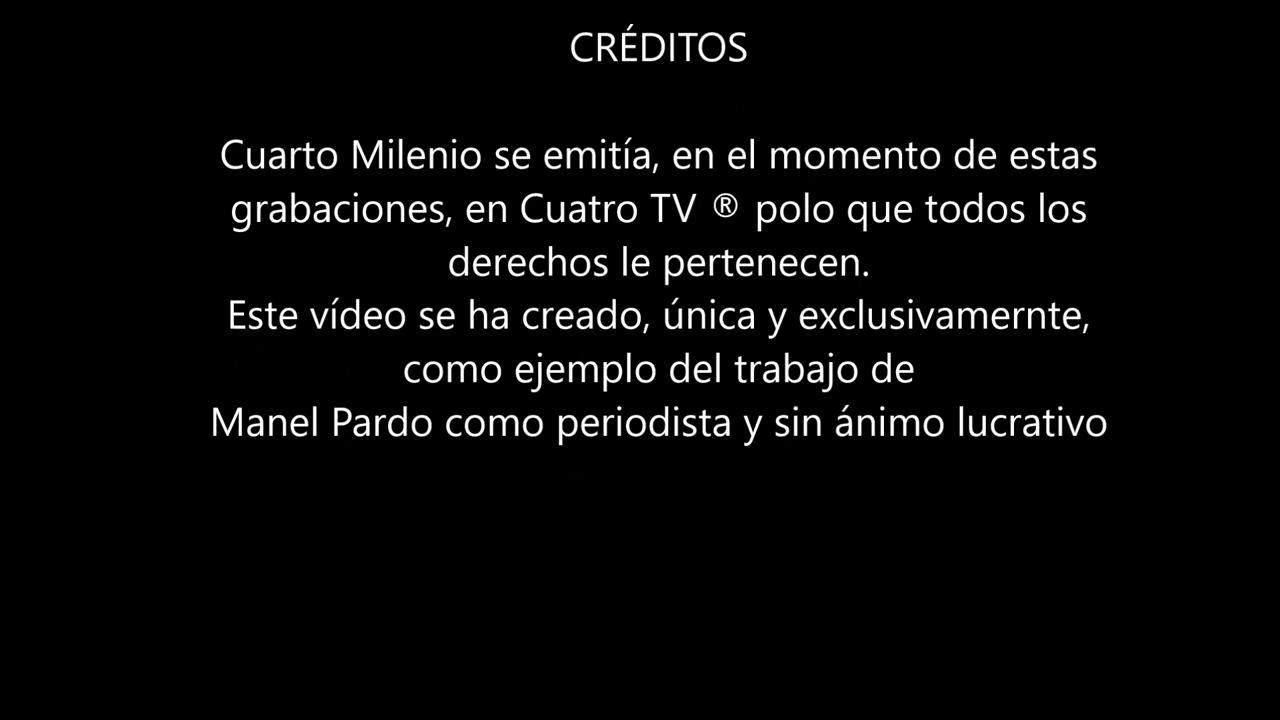 CRÉDITOS
Cuarto Milenio se emitía, en el momento de estas
grabaciones, en Cuatro TV ® polo que todos los
derechos le pertenecen.
Este vídeo se ha creado, única y exclusivamernte,
como ejemplo del trabajo de
Manel Pardo como periodista y sin ánimo lucrativo